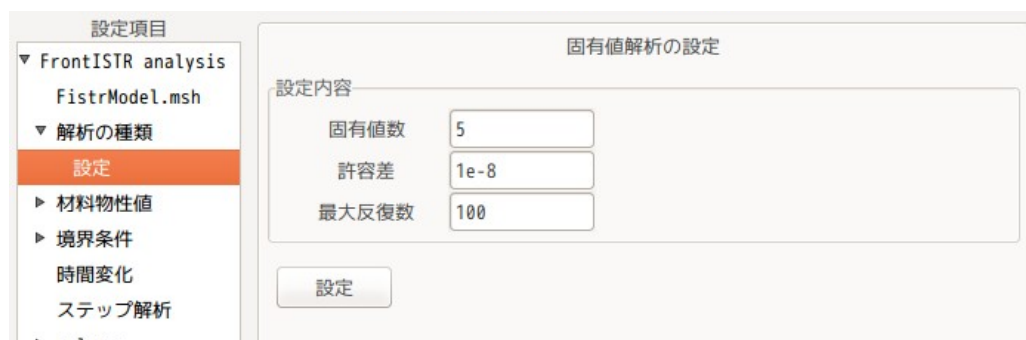 設定項目
FrontISTR analysis
FistrModel.msh
解析の種類
設定
材料物性値
境界条件
時間変化
ステップ解析
固有値解析の設定
設定内容
固有値数 5
許容差 1e-8
最大反復数 100
設定